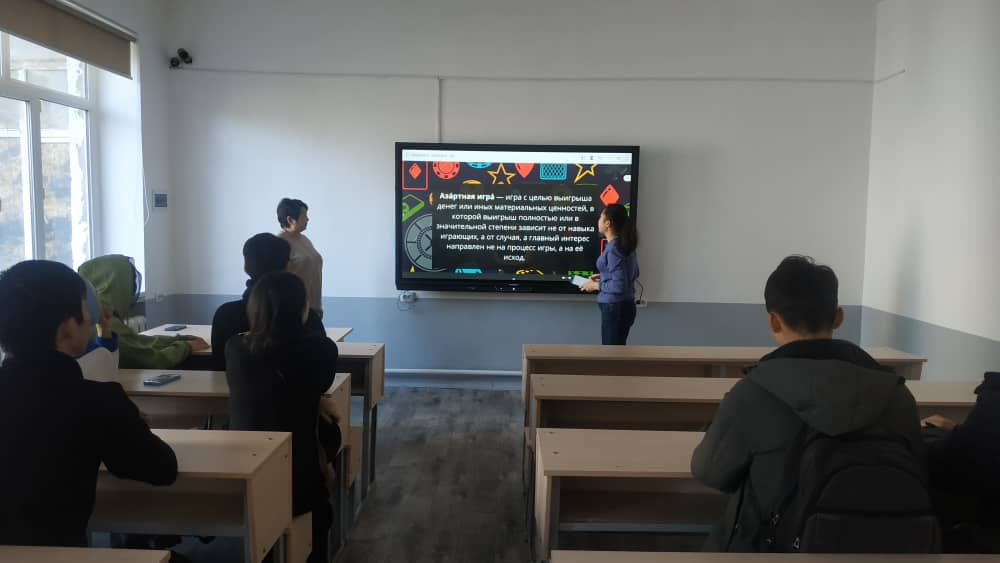 Аза́ртная игра́ — игра с целью выигрыша
денег или иных материальных ценностей, в
которой выигрыш полностью или в
значительной степени зависит не от навыка
играющих, а от случая, а главный интерес
направлен не на процесс игры, а на её
исход.